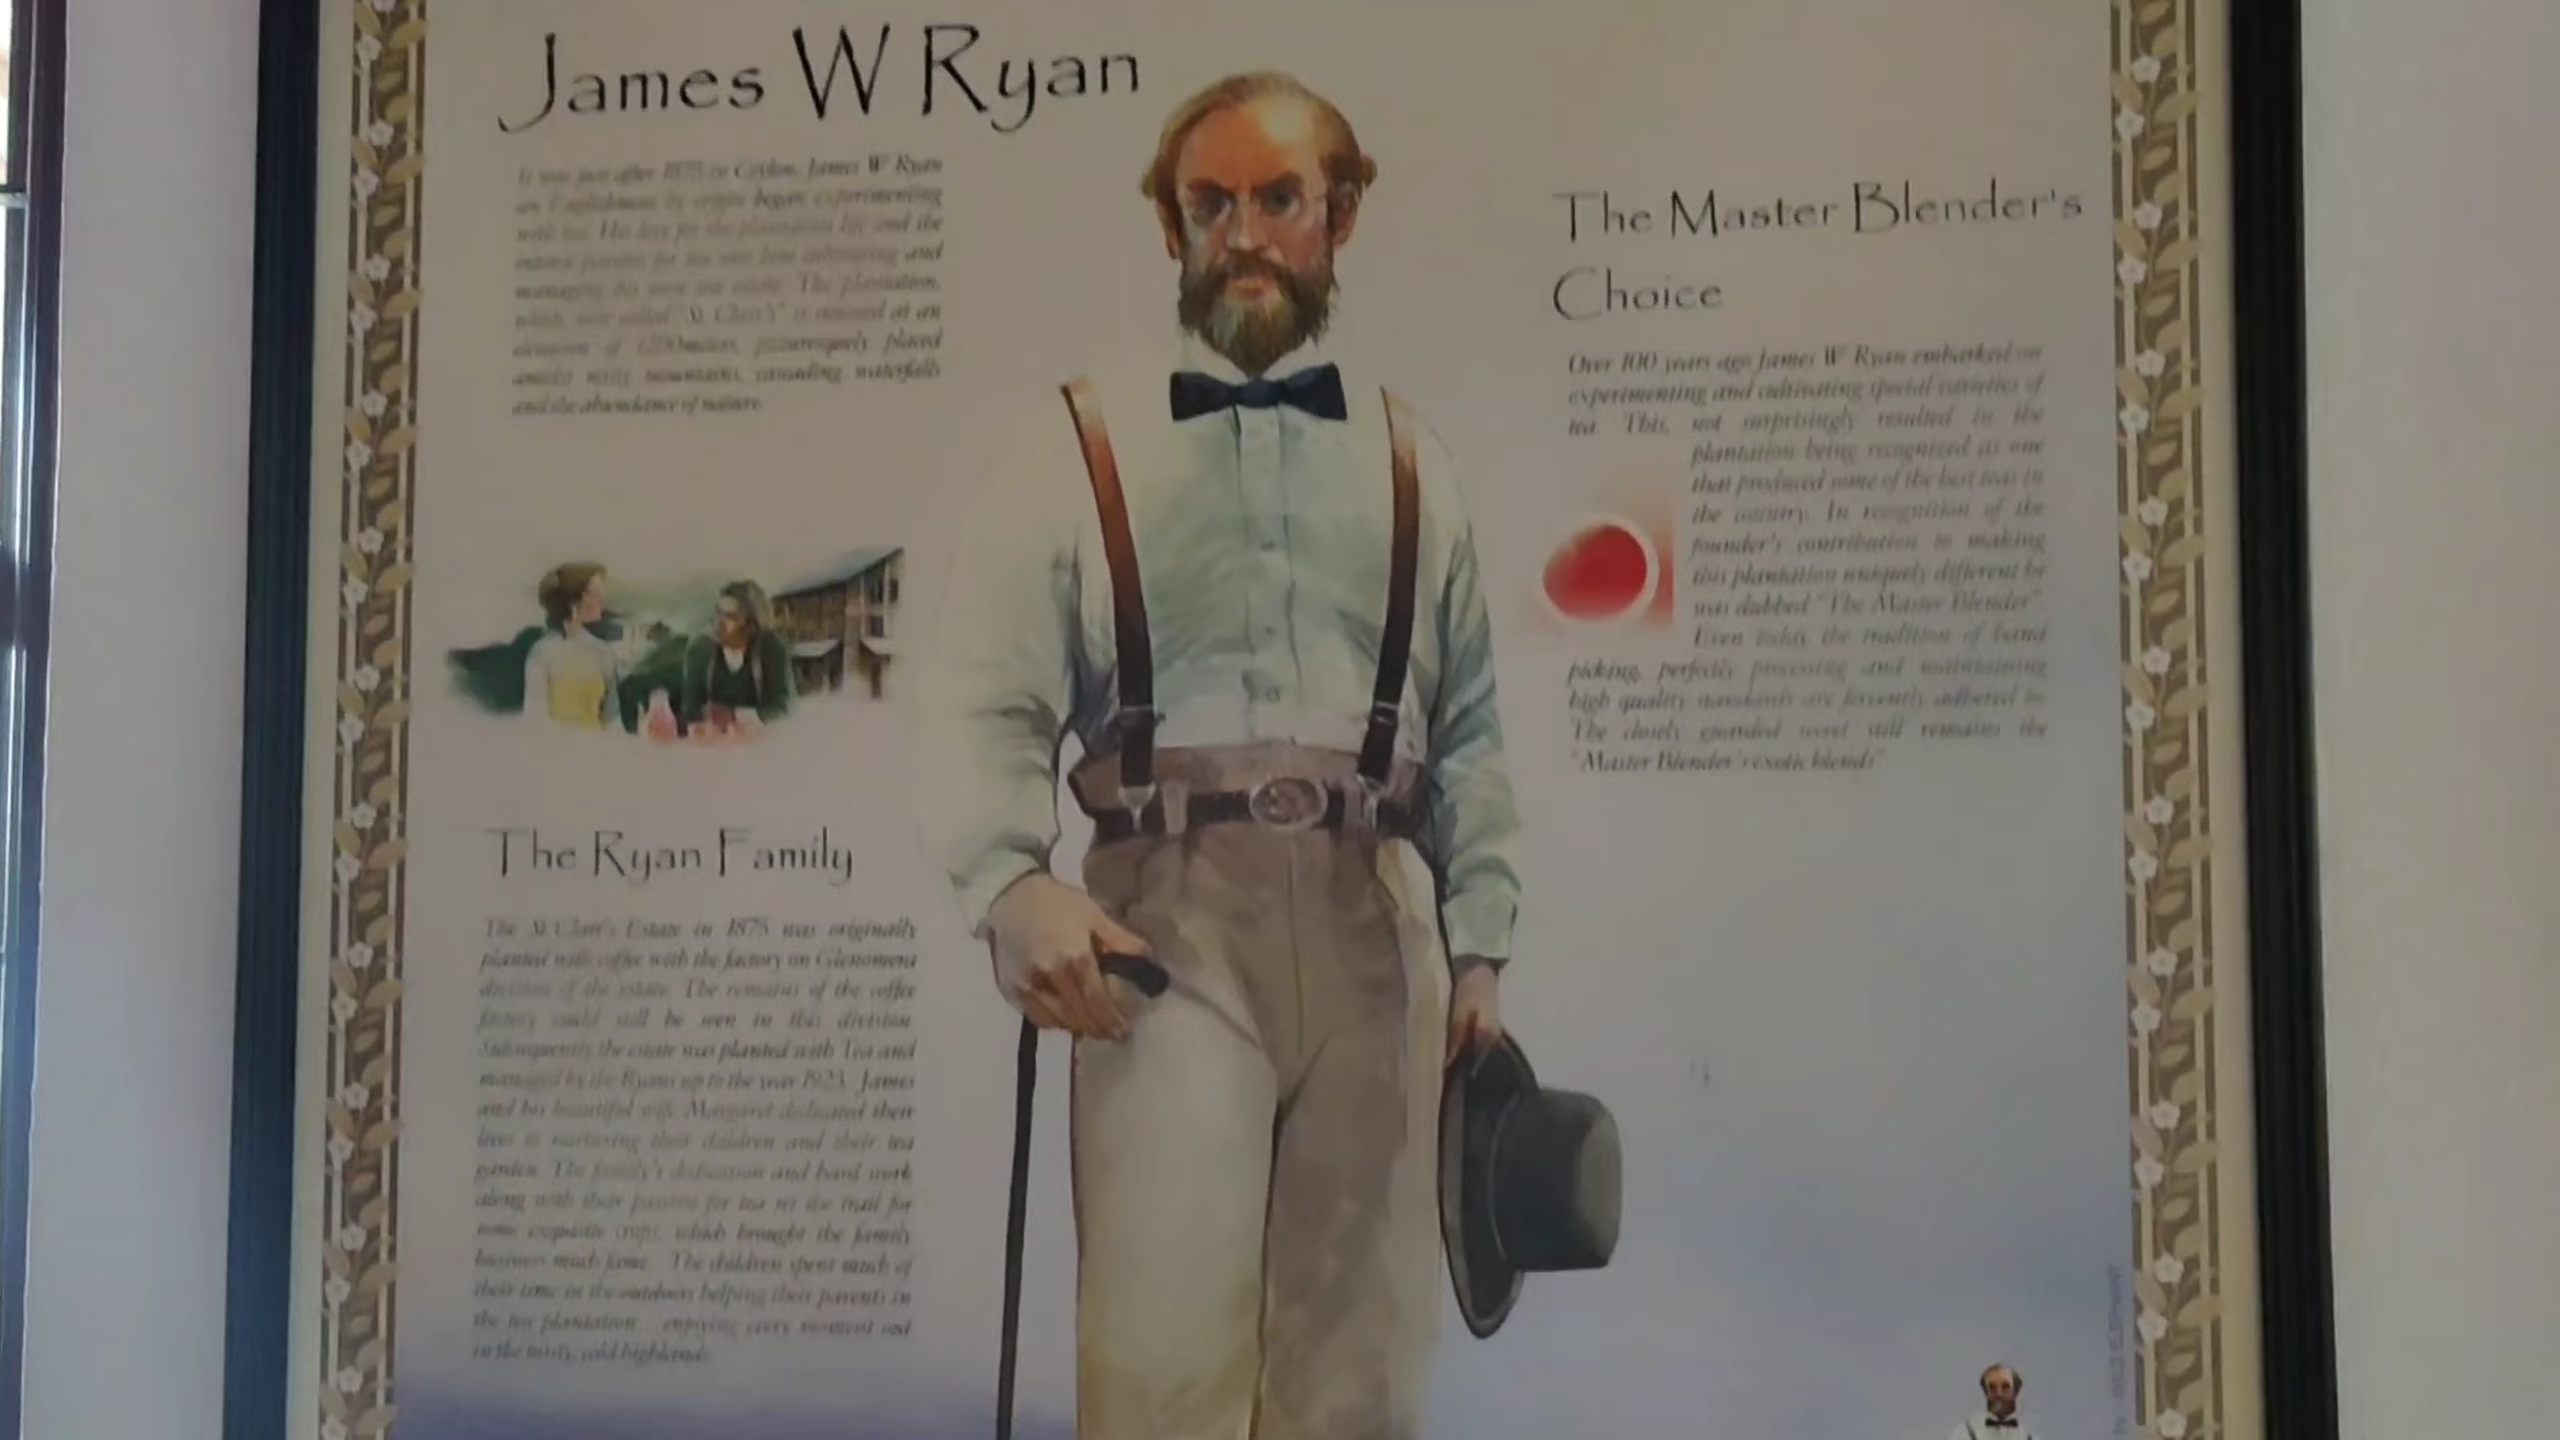 James W Ryan
It was just after 1875 in Ceylon, James W Ryan
an Englishman by origin began experimenting
with tea. His love for the plantation life and the
intense passion for tea saw him cultivating and
managing his own tea estate. The plantation,
which, now called "St. Clair's" is situated at an
elevation of picturesquely placed
amidst misty mountains, cascading waterfalls
and the abundance of nature.
The Ryan Family
The St. Clair's Estate in 1875 was originally
planted with coffee with the factory on Glenomera
division of the estate. The remains of the coffee
factory could still be seen in this division.
Subsequently the estate was planted with Tea and
managed by the Ryans up to the year 1923. James
and his beautiful wife Margaret dedicated their
lives to nurturing their children and their tea
garden. The family's dedication and hard work
along with their passion for tea set the trail for
some exquisite crops, which brought the family
business much fame. The children spent much of
their time in the outdoors helping their parents in
the tea plantation enjoying every moment out
in the misty, cold highlands.
The Master Blender's
Choice
Over 100 years ago James W Ryan embarked on
experimenting and cultivating special varieties of
tea. This, not surprisingly resulted in the
plantation being recognized as one
that produced some of the best teas in
the country. In recognition of the
founder's contribution to making
this plantation uniquely different he
was dubbed "The Master Blender".
Even today the tradition of hand
picking, perfectly processing and maintaining
high quality standards are fervently adhered to.
The closely guarded secret still remains the
"Master Blender's exotic blends"